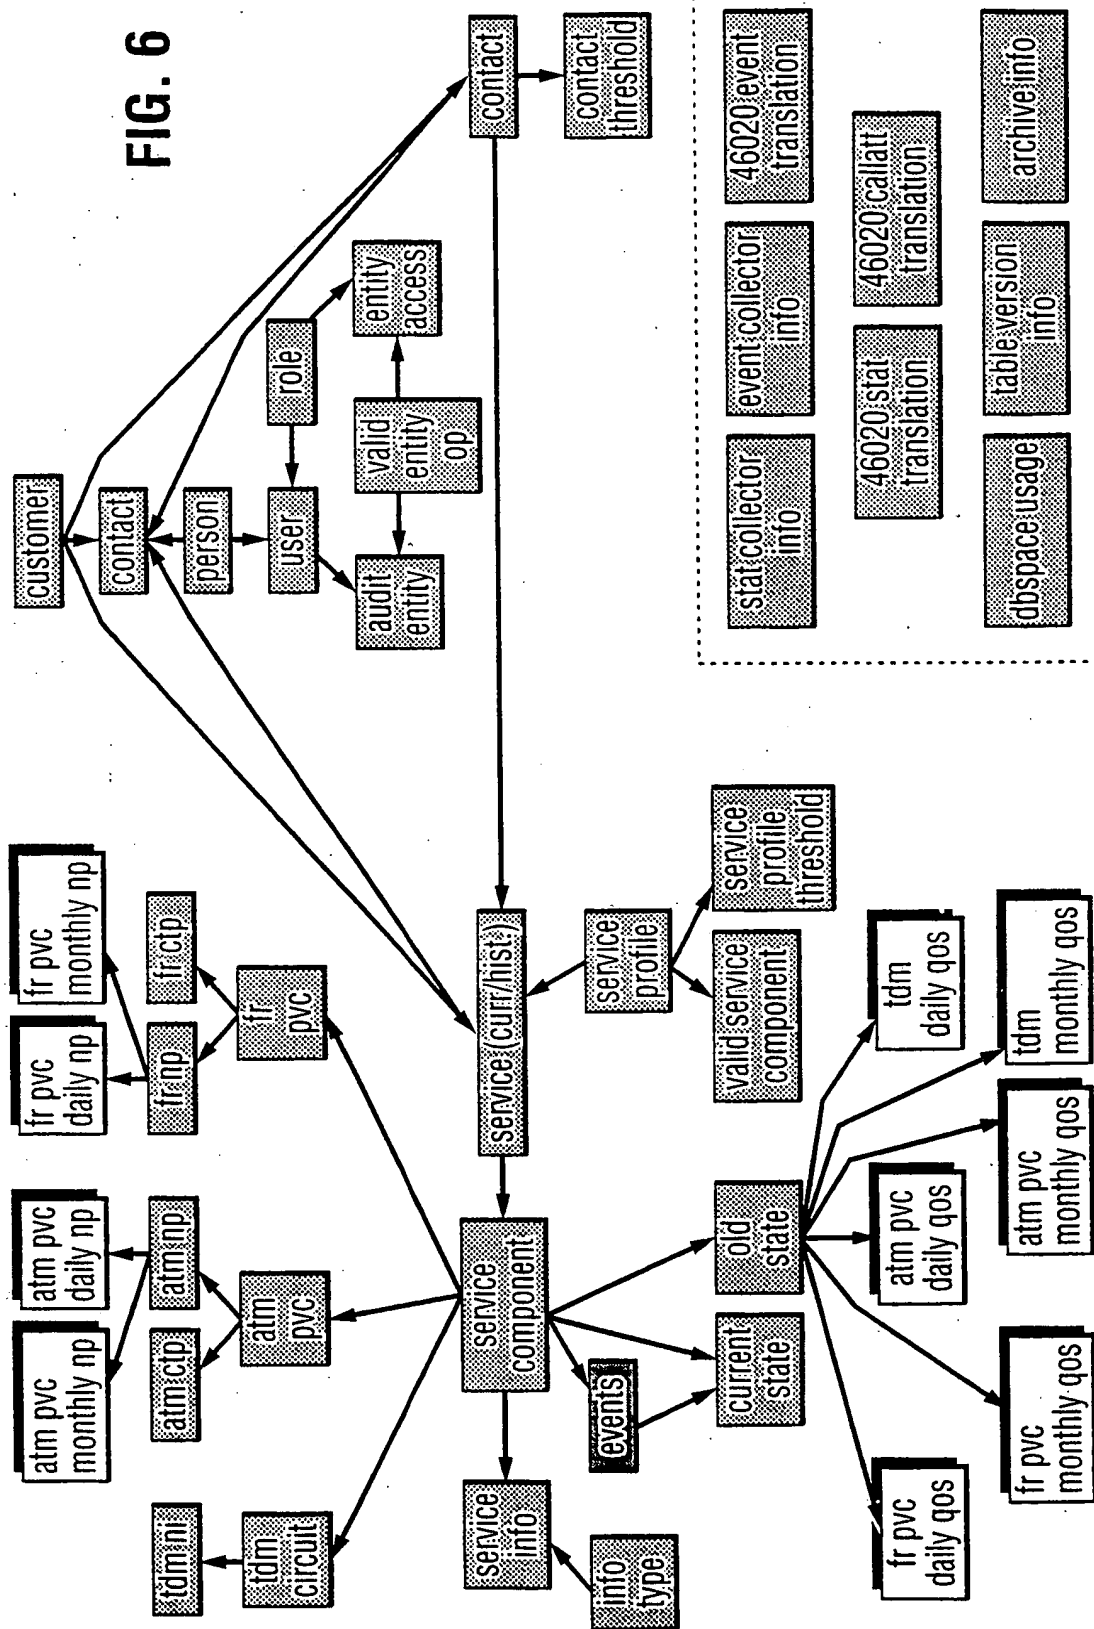 FIG. 6
customer
contact
person
user
role
audit
entity
valid
entity
op
entity
access
contact
contact
threshold
fr pvc
daily np
fr pvc
monthly np
fr np
fr ctp
fr
pvc
atm pvc
monthly np
atm pvc
daily np
atm ctp
atm np
atm
pvc
tdm ni
tdm
circuit
service
info
info
type
service
component
service (curr/hist.)
events
current
state
old
state
service
profile
valid service
component
service
profile
threshold
fr pvc
daily qos
fr pvc
monthly qos
atm pvc
daily qos
atm pvc
monthly qos
tdm
daily qos
tdm
monthly qos
stat collector
info
event collector
info
46020 event
translation
46020 stat
translation
46020 callatt
translation
dbspace usage
table version
info
archive info